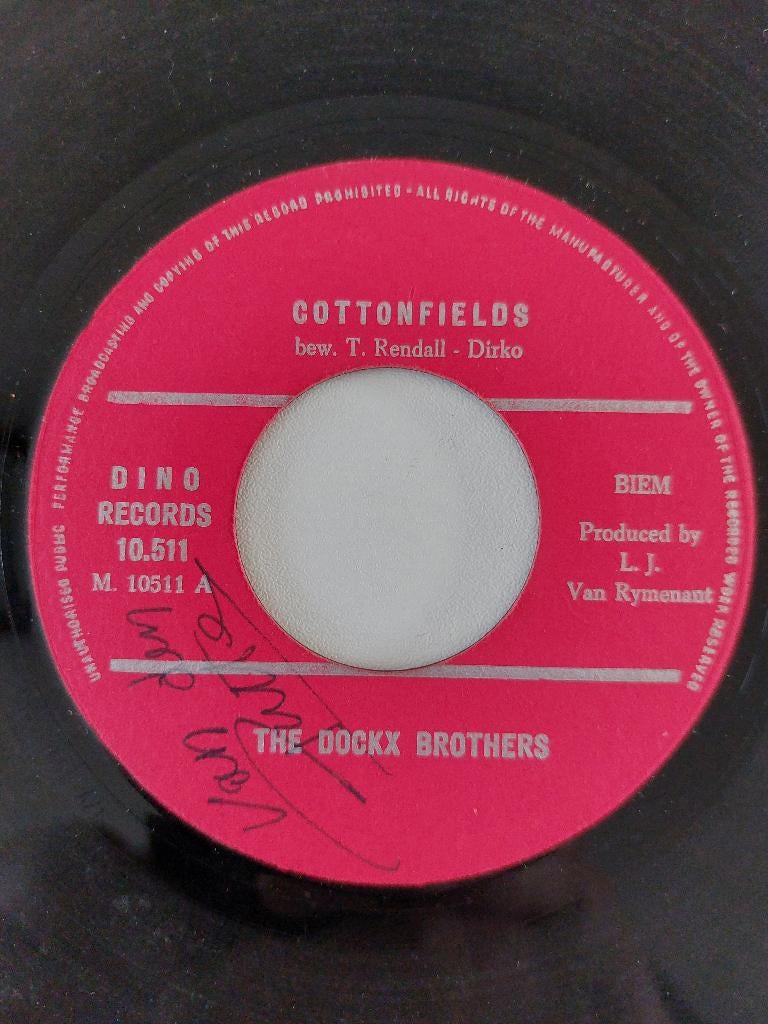 UNAUTHORISED PUBLIC PERFORMANCE BROADCASTING AND COPYING OF THIS RECORD PROHIBITED - ALL RIGHTS OF THE MANUFACTURER AND OF THE OWNER OF THE RECORDED WORK RESERVED
COTTONFIELDS
bew. T. Rendall - Dirko
DINO
RECORDS
10.511
M. 10511 A
BIEM
Produced by
L. J.
Van Rymenant
THE DOCKX BROTHERS
Van den